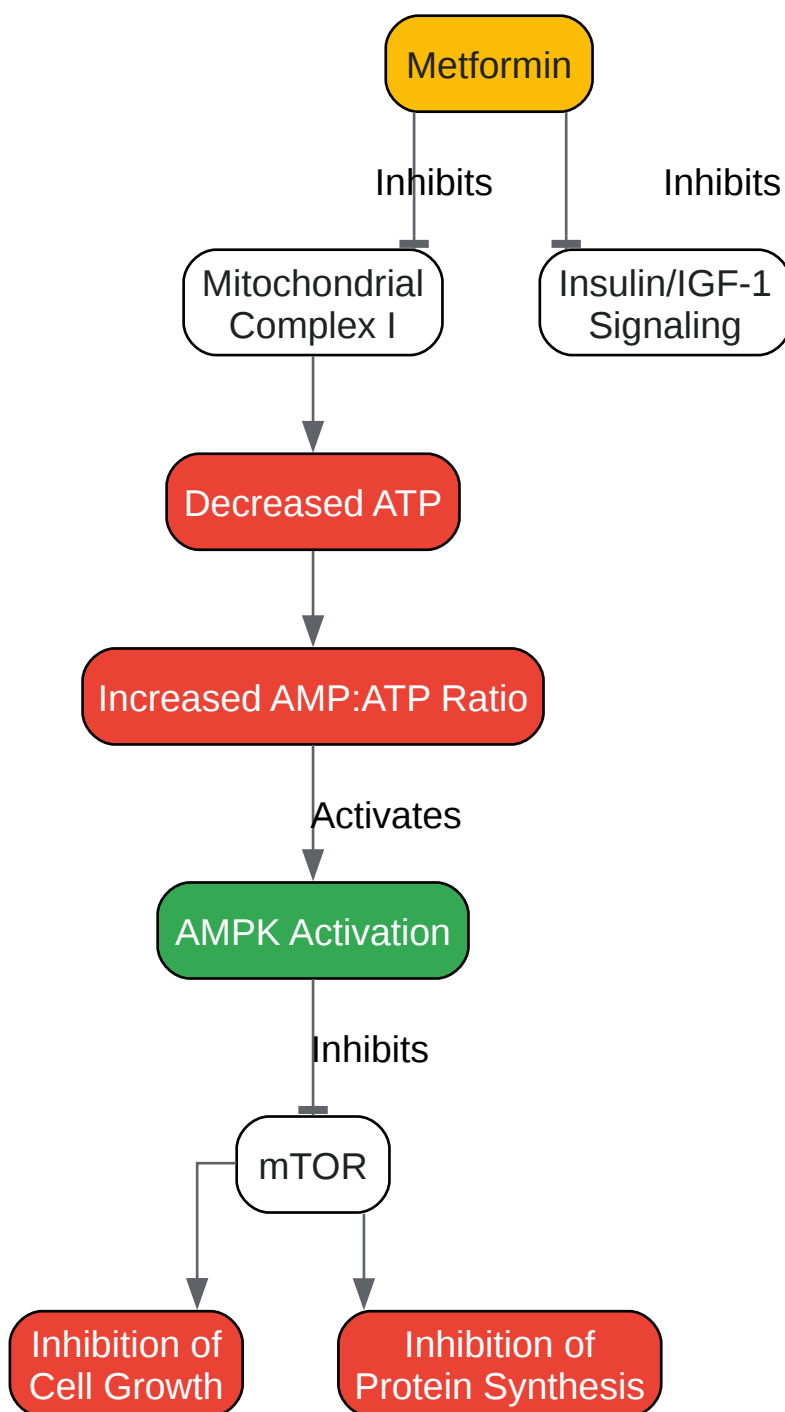 Metformin
Inhibits
Inhibits
Mitochondrial
Complex I
Insulin/IGF-1
Signaling
Decreased ATP
Increased AMP:ATP Ratio
Activates
AMPK Activation
Inhibits
mTOR
Inhibition of
Cell Growth
Inhibition of
Protein Synthesis